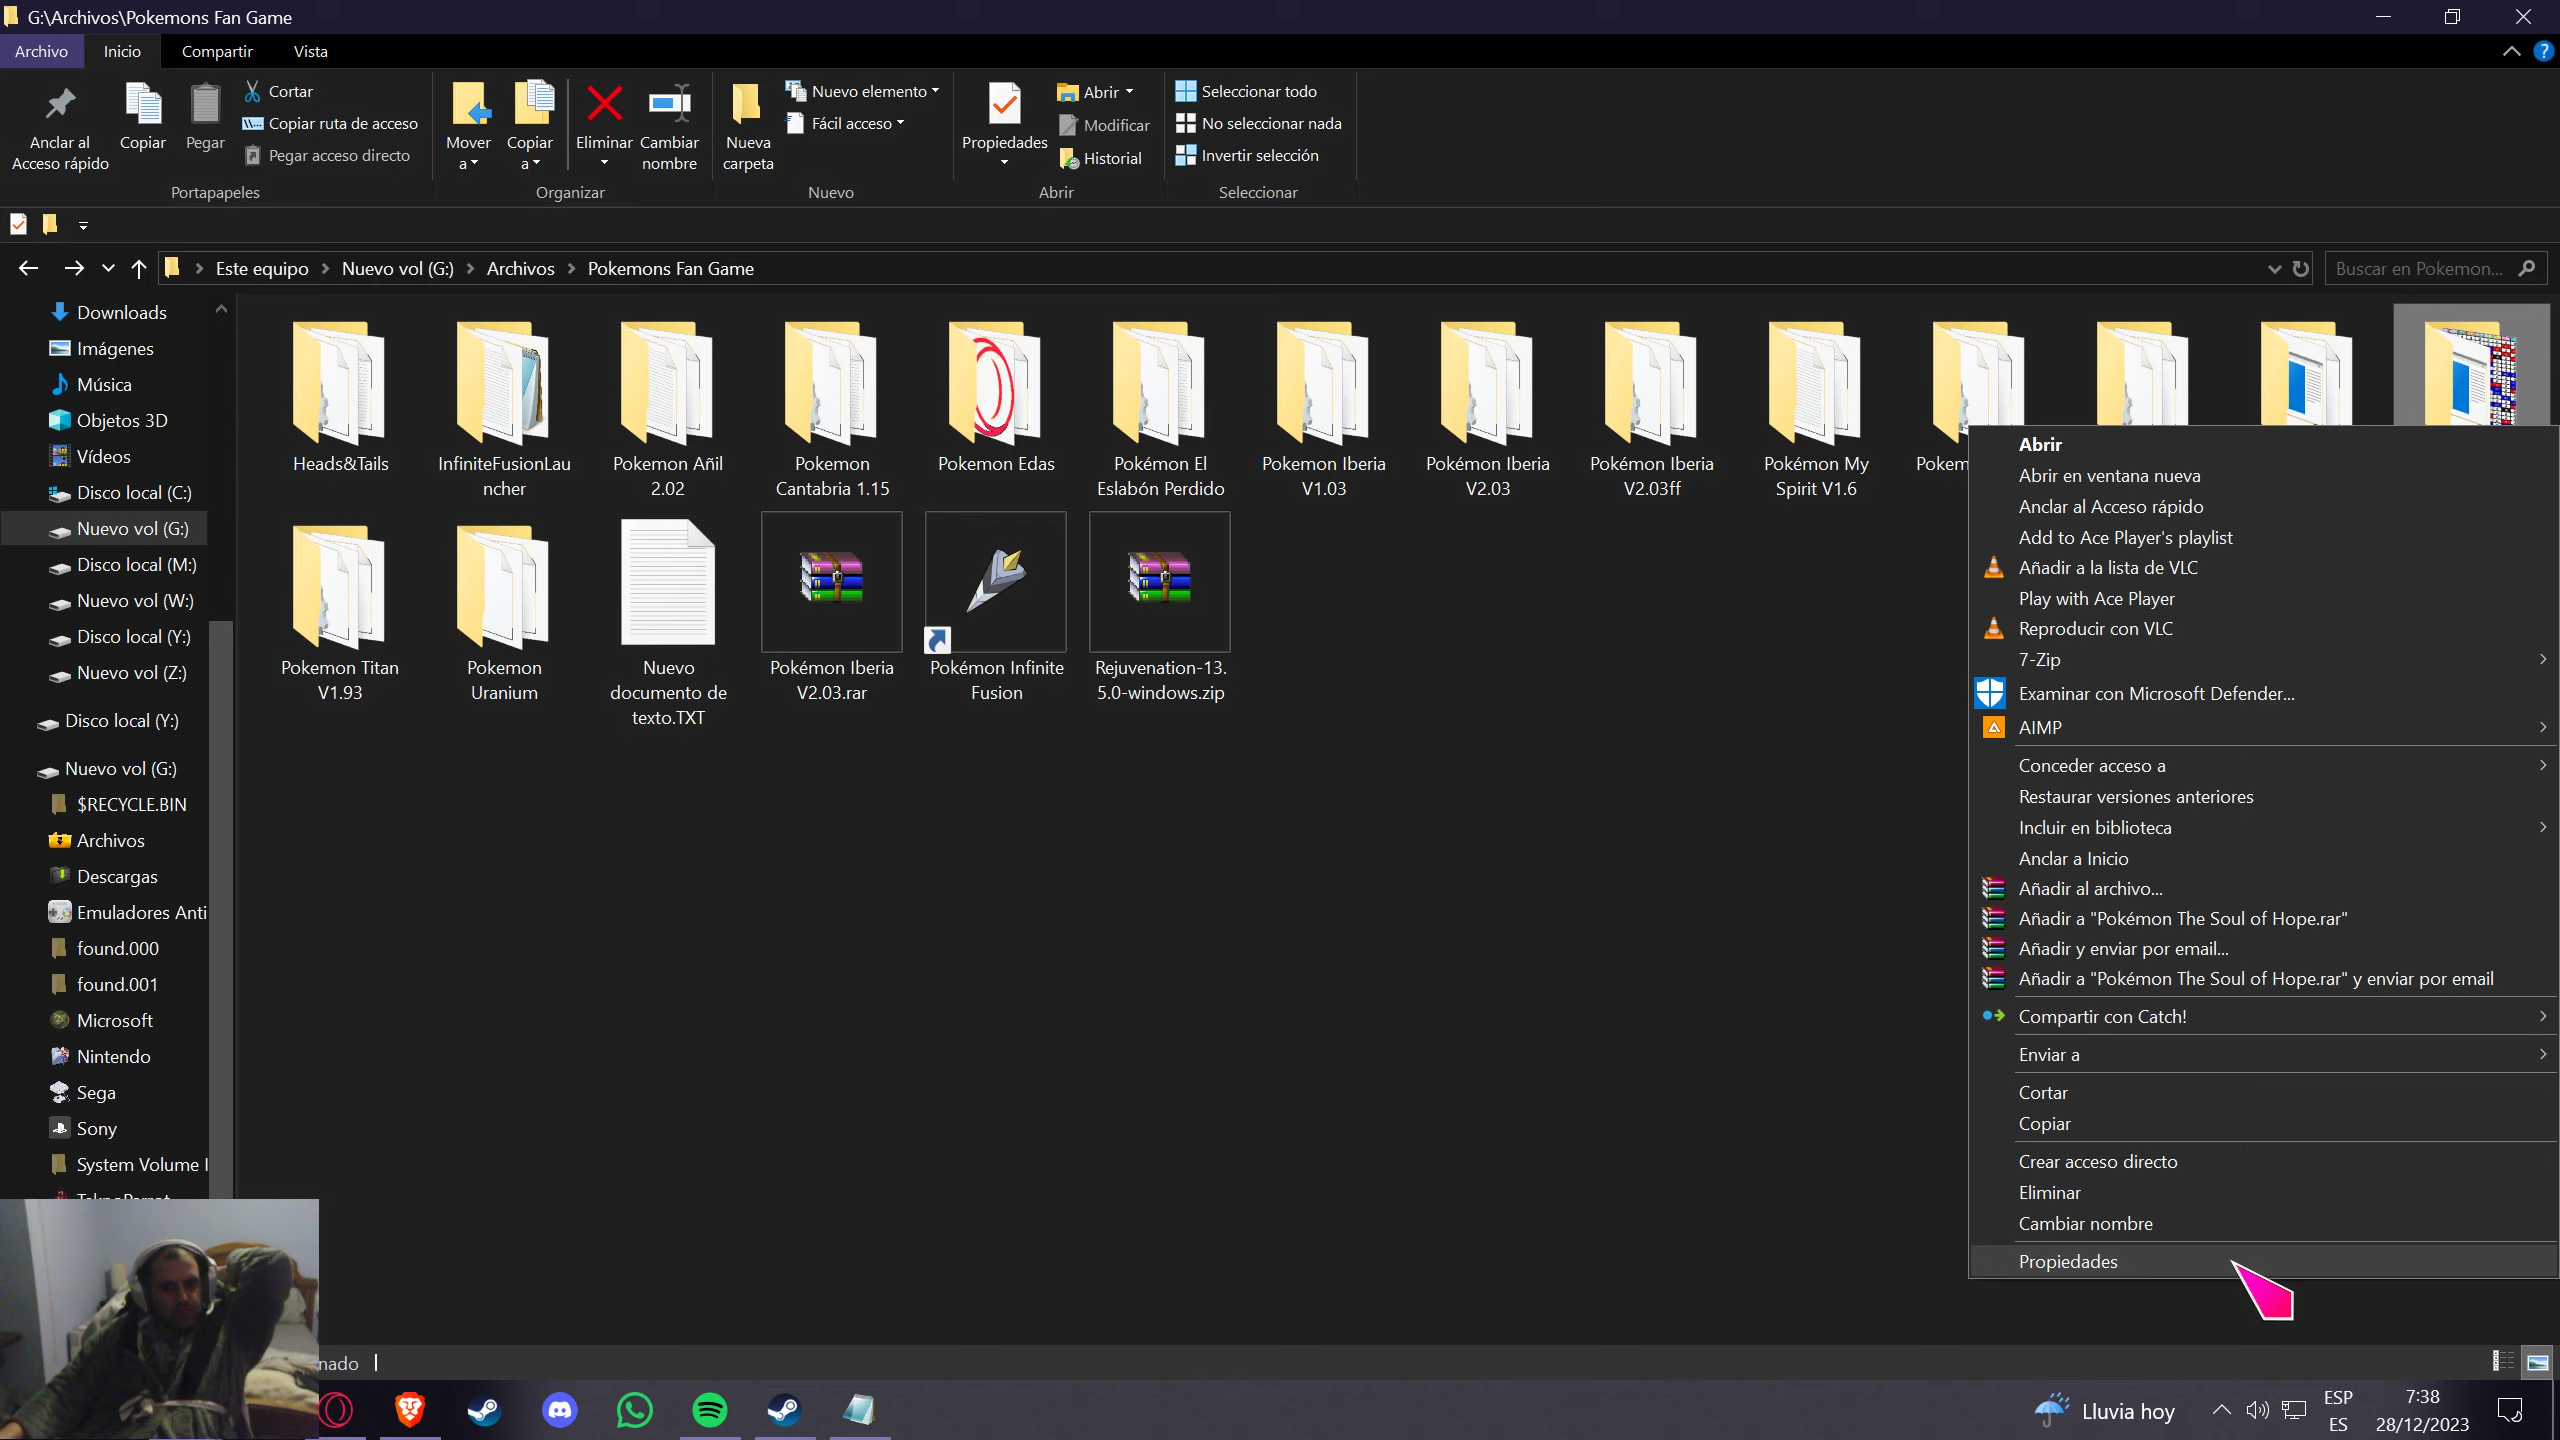 G:\Archivos\Pokemons Fan Game
Archivo
Inicio
Compartir
Vista
Anclar al
Acceso rápido
Copiar
Pegar
Cortar
Copiar ruta de acceso
Pegar acceso directo
Portapapeles
Mover
a
Copiar
a
Eliminar
Cambiar
nombre
Organizar
Nueva
carpeta
Nuevo elemento
Fácil acceso
Nuevo
Propiedades
Abrir
Modificar
Historial
Abrir
Seleccionar todo
No seleccionar nada
Invertir selección
Seleccionar
Este equipo > Nuevo vol (G:) > Archivos > Pokemons Fan Game
Buscar en Pokemon...
Downloads
Imágenes
Música
Objetos 3D
Vídeos
Disco local (C:)
Nuevo vol (G:)
Disco local (M:)
Nuevo vol (W:)
Disco local (Y:)
Nuevo vol (Z:)
Disco local (Y:)
Nuevo vol (G:)
$RECYCLE.BIN
Archivos
Descargas
Emuladores Anti
found.000
found.001
Microsoft
Nintendo
Sega
Sony
System Volume I
Heads&Tails
InfiniteFusionLau
ncher
Pokemon Añil
2.02
Pokemon
Cantabria 1.15
Pokemon Edas
Pokémon El
Eslabón Perdido
Pokemon Iberia
V1.03
Pokémon Iberia
V2.03
Pokémon Iberia
V2.03ff
Pokémon My
Spirit V1.6
Pokem
Pokemon Titan
V1.93
Pokemon
Uranium
Nuevo
documento de
texto.TXT
Pokémon Iberia
V2.03.rar
Pokémon Infinite
Fusion
Rejuvenation-13.
5.0-windows.zip
Abrir
Abrir en ventana nueva
Anclar al Acceso rápido
Add to Ace Player's playlist
Añadir a la lista de VLC
Play with Ace Player
Reproducir con VLC
7-Zip
Examinar con Microsoft Defender...
AIMP
Conceder acceso a
Restaurar versiones anteriores
Incluir en biblioteca
Anclar a Inicio
Añadir al archivo...
Añadir a "Pokémon The Soul of Hope.rar"
Añadir y enviar por email...
Añadir a "Pokémon The Soul of Hope.rar" y enviar por email
Compartir con Catch!
Enviar a
Cortar
Copiar
Crear acceso directo
Eliminar
Cambiar nombre
Propiedades
nado
Lluvia hoy
ESP
ES
7:38
28/12/2023